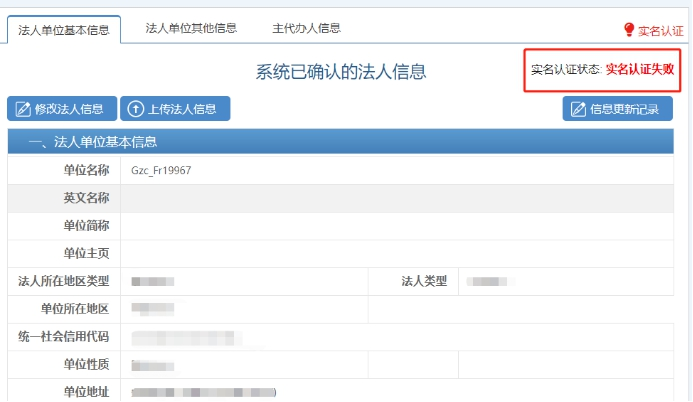 法人单位基本信息 法人单位其他信息 主代办人信息 实名认证
系统已确认的法人信息 实名认证状态: 实名认证失败
修改法人信息 上传法人信息 信息更新记录
一、法人单位基本信息
单位名称 Gzc_Fr19967
英文名称
单位简称
单位主页
法人所在地区类型 法人类型
单位所在地区
统一社会信用代码
单位性质
单位地址